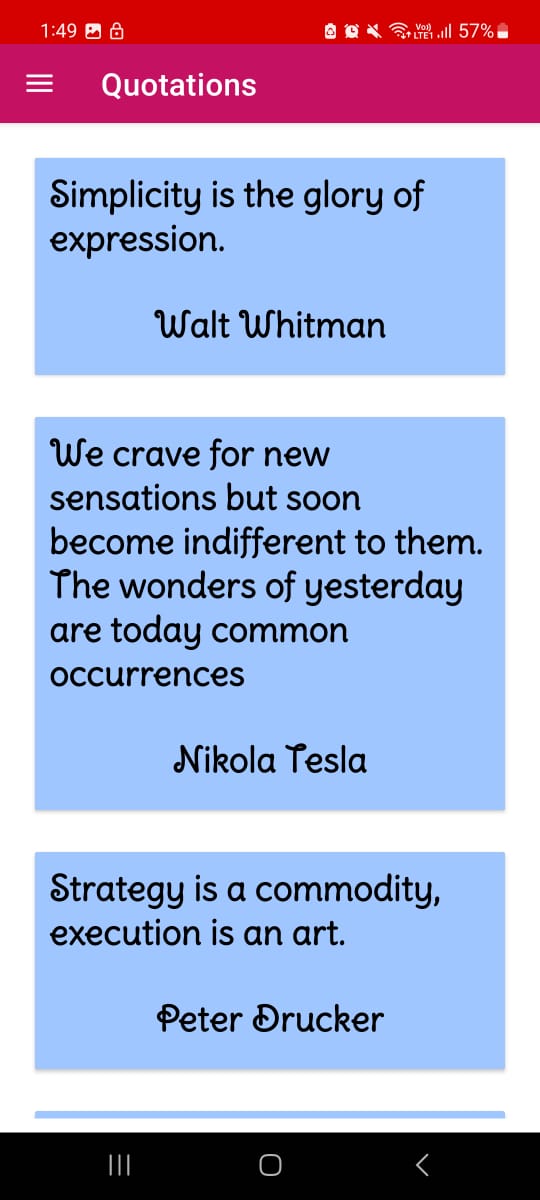 1:49 57%
Vo)) LTE1
Quotations
Simplicity is the glory of
expression.
Walt Whitman
We crave for new
sensations but soon
become indifferent to them.
The wonders of yesterday
are today common
occurrences
Nikola Tesla
Strategy is a commodity,
execution is an art.
Peter Drucker